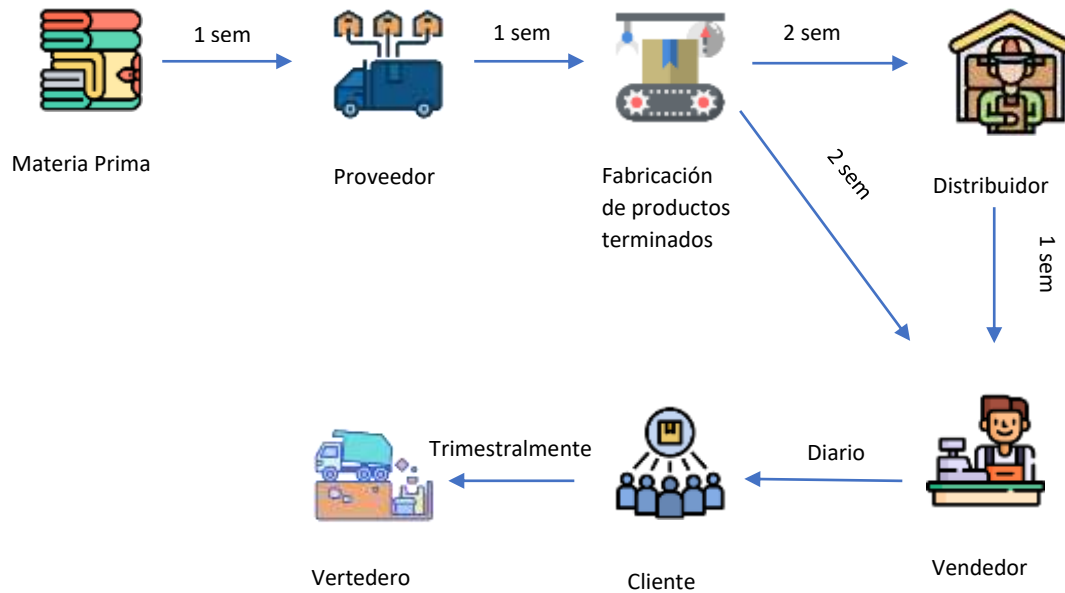 1 sem
1 sem
2 sem
Materia Prima
Proveedor
Fabricación
de productos
terminados
2 sem
Distribuidor
1 sem
Trimestralmente
Diario
Vertedero
Cliente
Vendedor